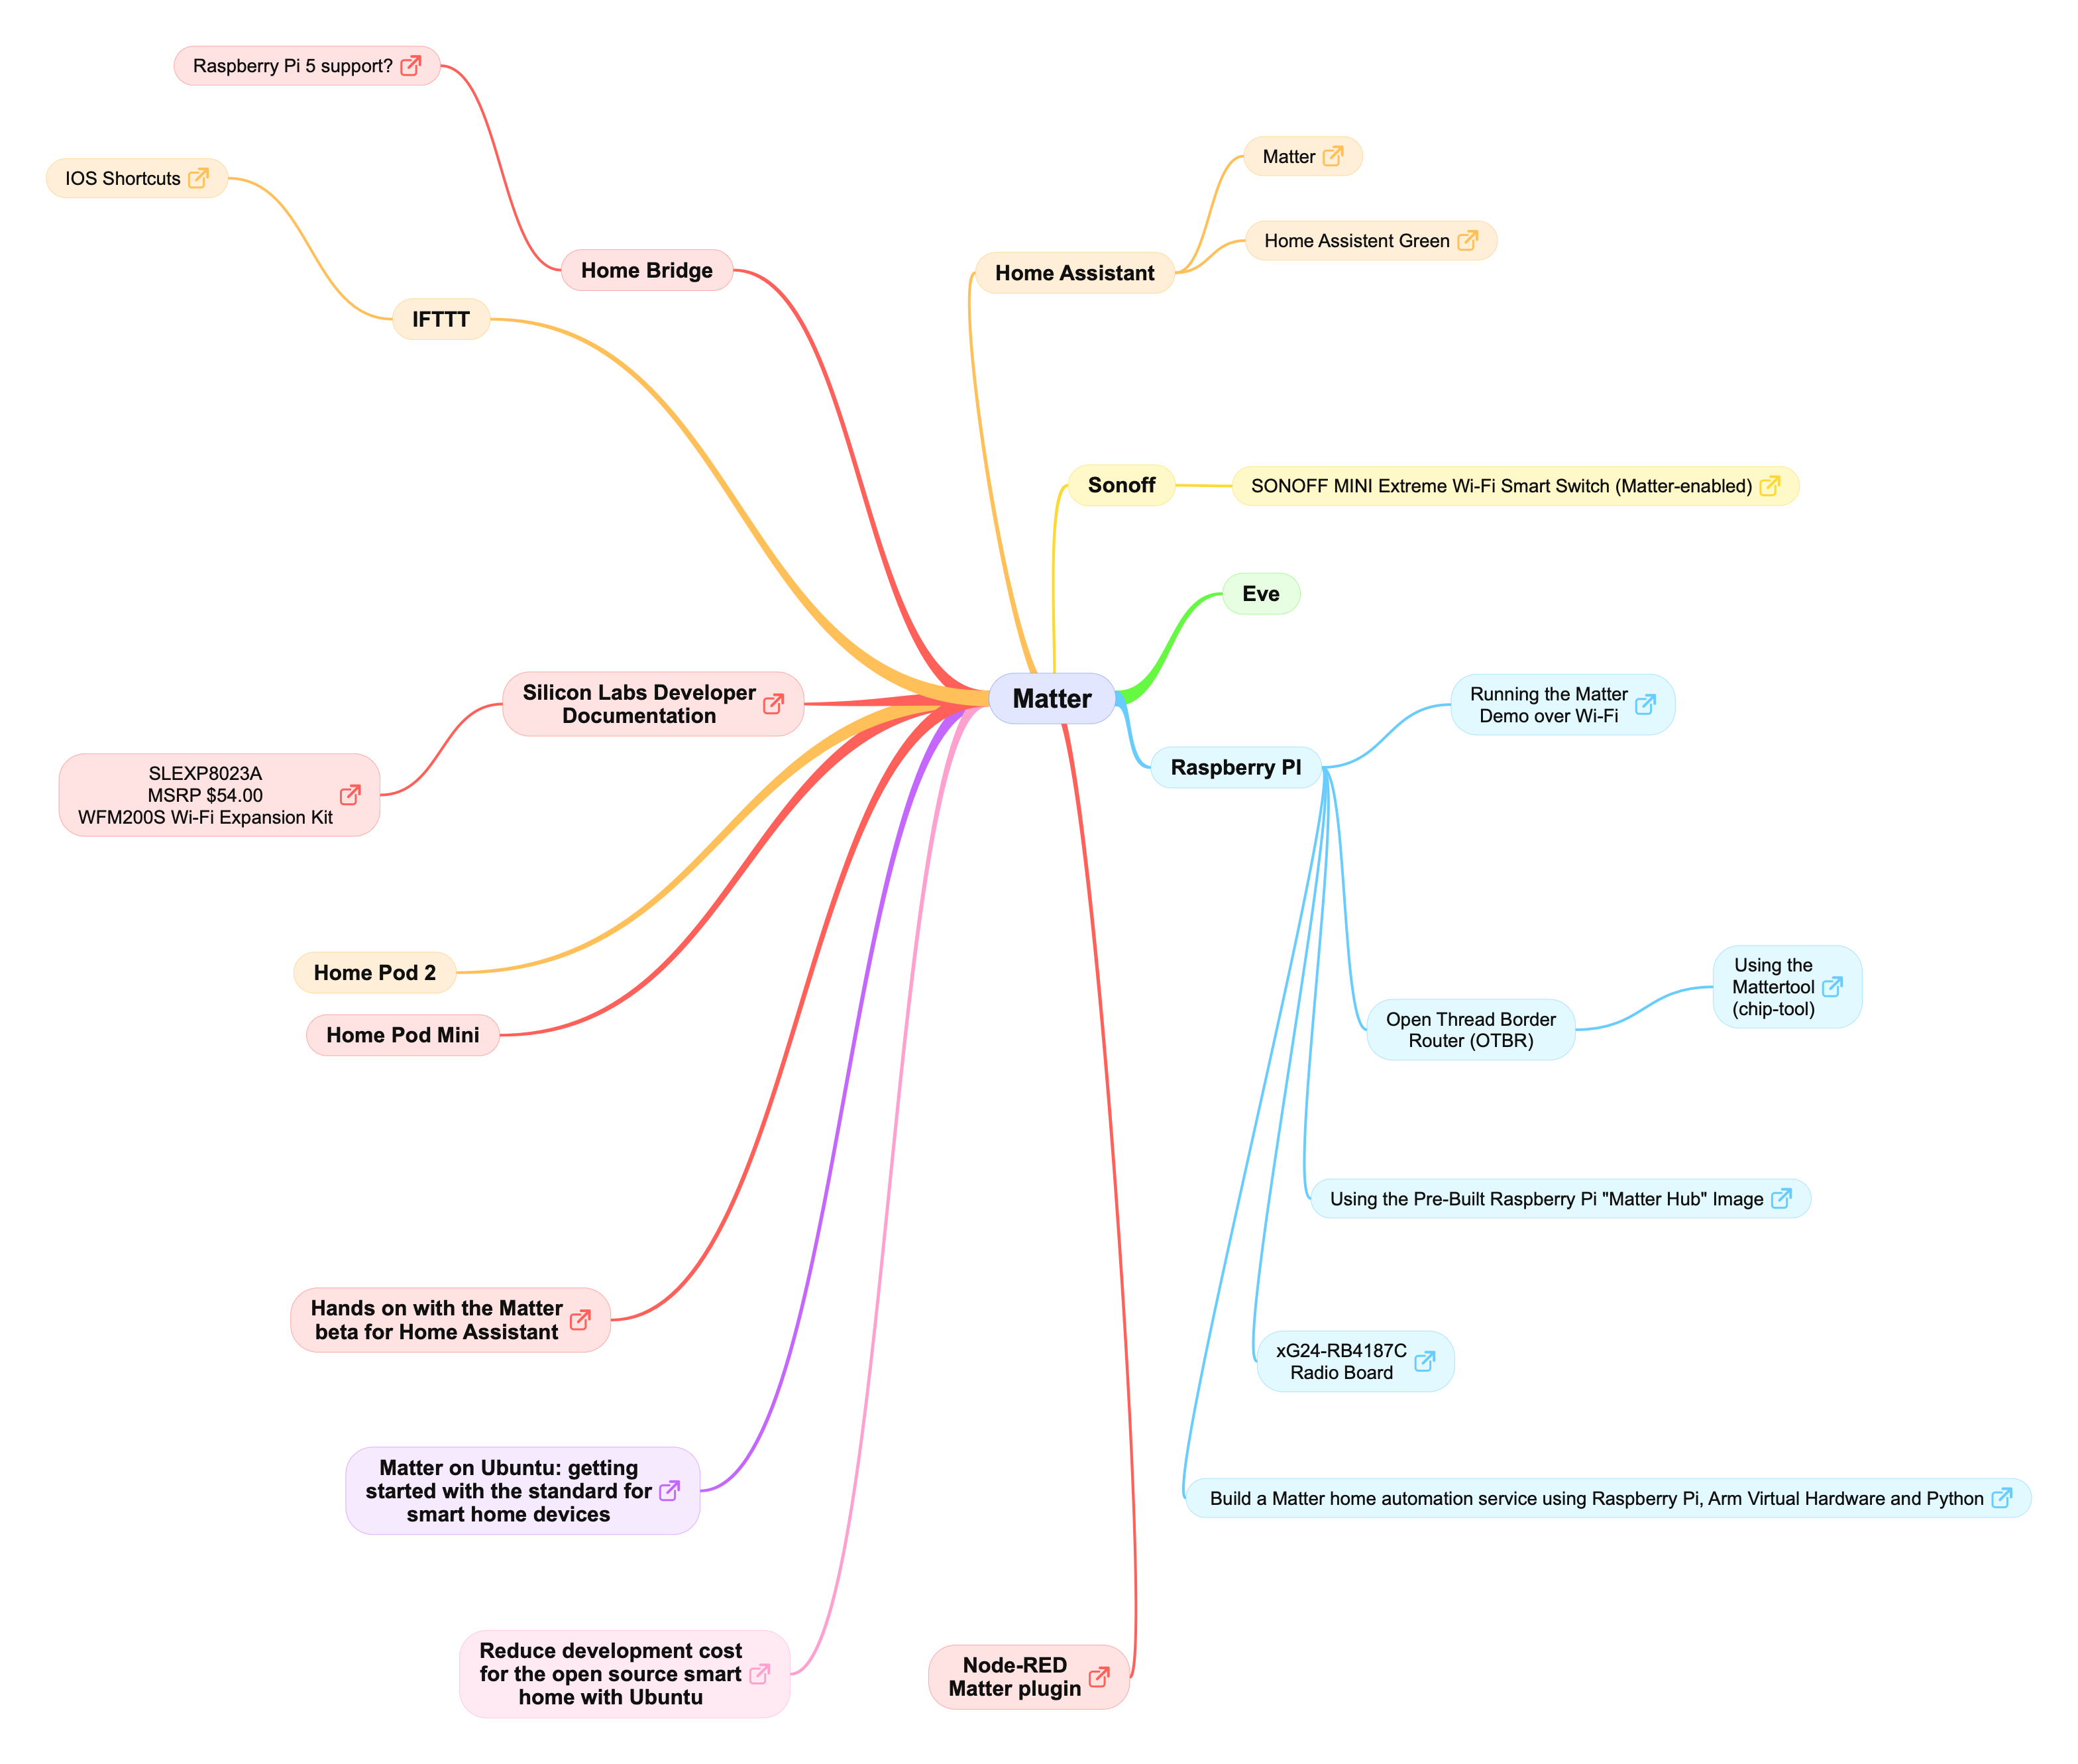 Raspberry Pi 5 support?
IOS Shortcuts
Home Bridge
IFTTT
Matter
Home Assistent Green
Home Assistant
Sonoff
SONOFF MINI Extreme Wi-Fi Smart Switch (Matter-enabled)
Eve
Matter
Silicon Labs Developer
Documentation
SLEXP8023A
MSRP $54.00
WFM200S Wi-Fi Expansion Kit
Raspberry PI
Running the Matter
Demo over Wi-Fi
Home Pod 2
Home Pod Mini
Open Thread Border
Router (OTBR)
Using the
Mattertool
(chip-tool)
Using the Pre-Built Raspberry Pi "Matter Hub" Image
Hands on with the Matter
beta for Home Assistant
xG24-RB4187C
Radio Board
Matter on Ubuntu: getting
started with the standard for
smart home devices
Build a Matter home automation service using Raspberry Pi, Arm Virtual Hardware and Python
Reduce development cost
for the open source smart
home with Ubuntu
Node-RED
Matter plugin